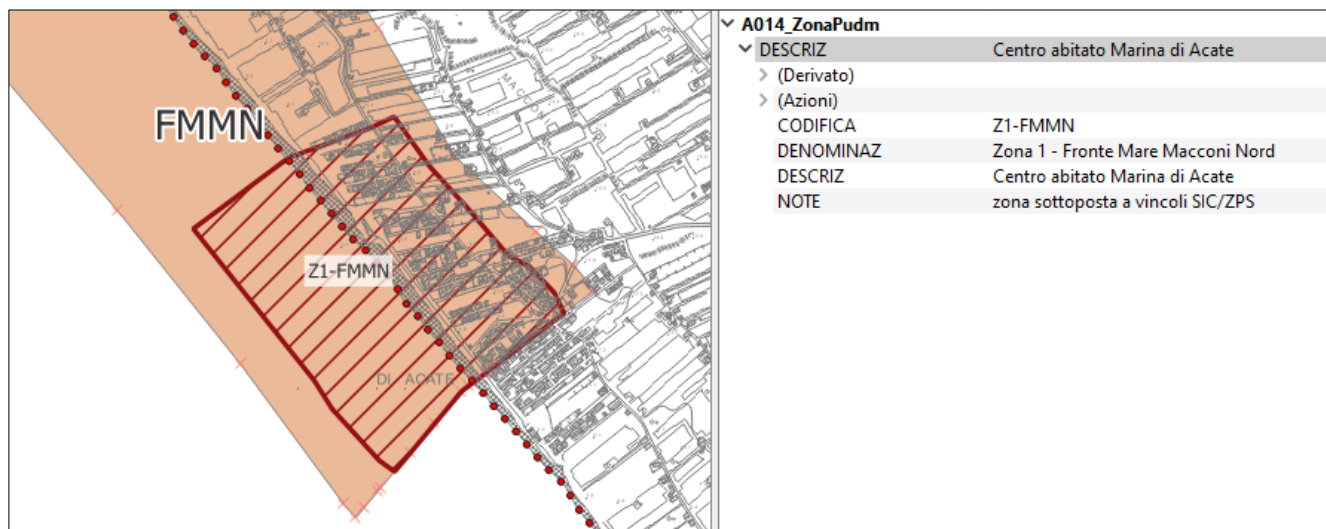 FMMN
MACCONI
Z1-FMMN
DI ACATE
A014_ZonaPudm
DESCRIZ Centro abitato Marina di Acate
(Derivato)
(Azioni)
CODIFICA Z1-FMMN
DENOMINAZ Zona 1 - Fronte Mare Macconi Nord
DESCRIZ Centro abitato Marina di Acate
NOTE zona sottoposta a vincoli SIC/ZPS